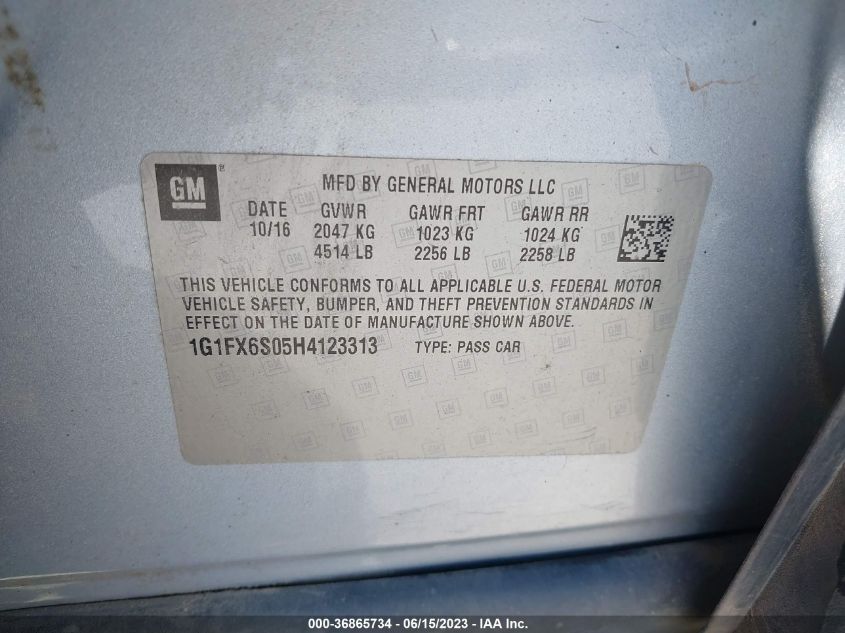 GM ®
MFD BY GENERAL MOTORS LLC
DATE GVWR GAWR FRT GAWR RR
10/16 2047 KG 1023 KG 1024 KG
4514 LB 2256 LB 2258 LB
THIS VEHICLE CONFORMS TO ALL APPLICABLE U.S. FEDERAL MOTOR
VEHICLE SAFETY, BUMPER, AND THEFT PREVENTION STANDARDS IN
EFFECT ON THE DATE OF MANUFACTURE SHOWN ABOVE.
1G1FX6S05H4123313 TYPE: PASS CAR
000-36865734 - 06/15/2023 - © IAA, Inc.